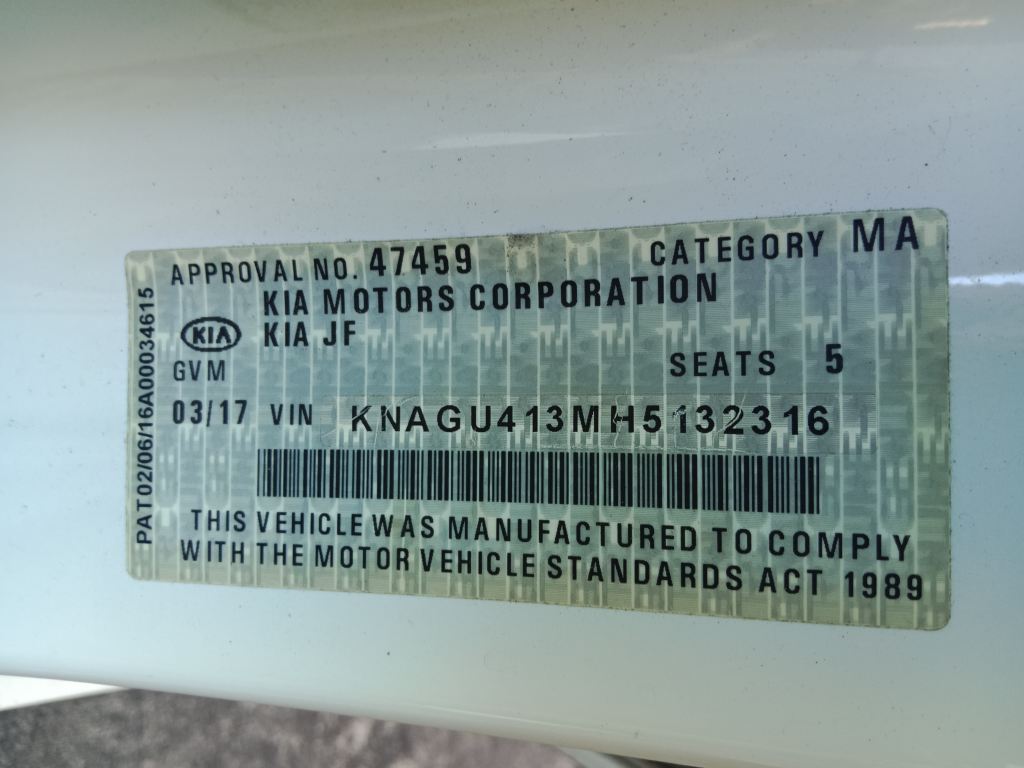 APPROVAL NO. 47459 CATEGORY MA
KIA MOTORS CORPORATION
KIA KIA JF
GVM SEATS 5
03/17 VIN KNAGU413MH5132316
THIS VEHICLE WAS MANUFACTURED TO COMPLY
WITH THE MOTOR VEHICLE STANDARDS ACT 1989
PAT02/06/16A00034615